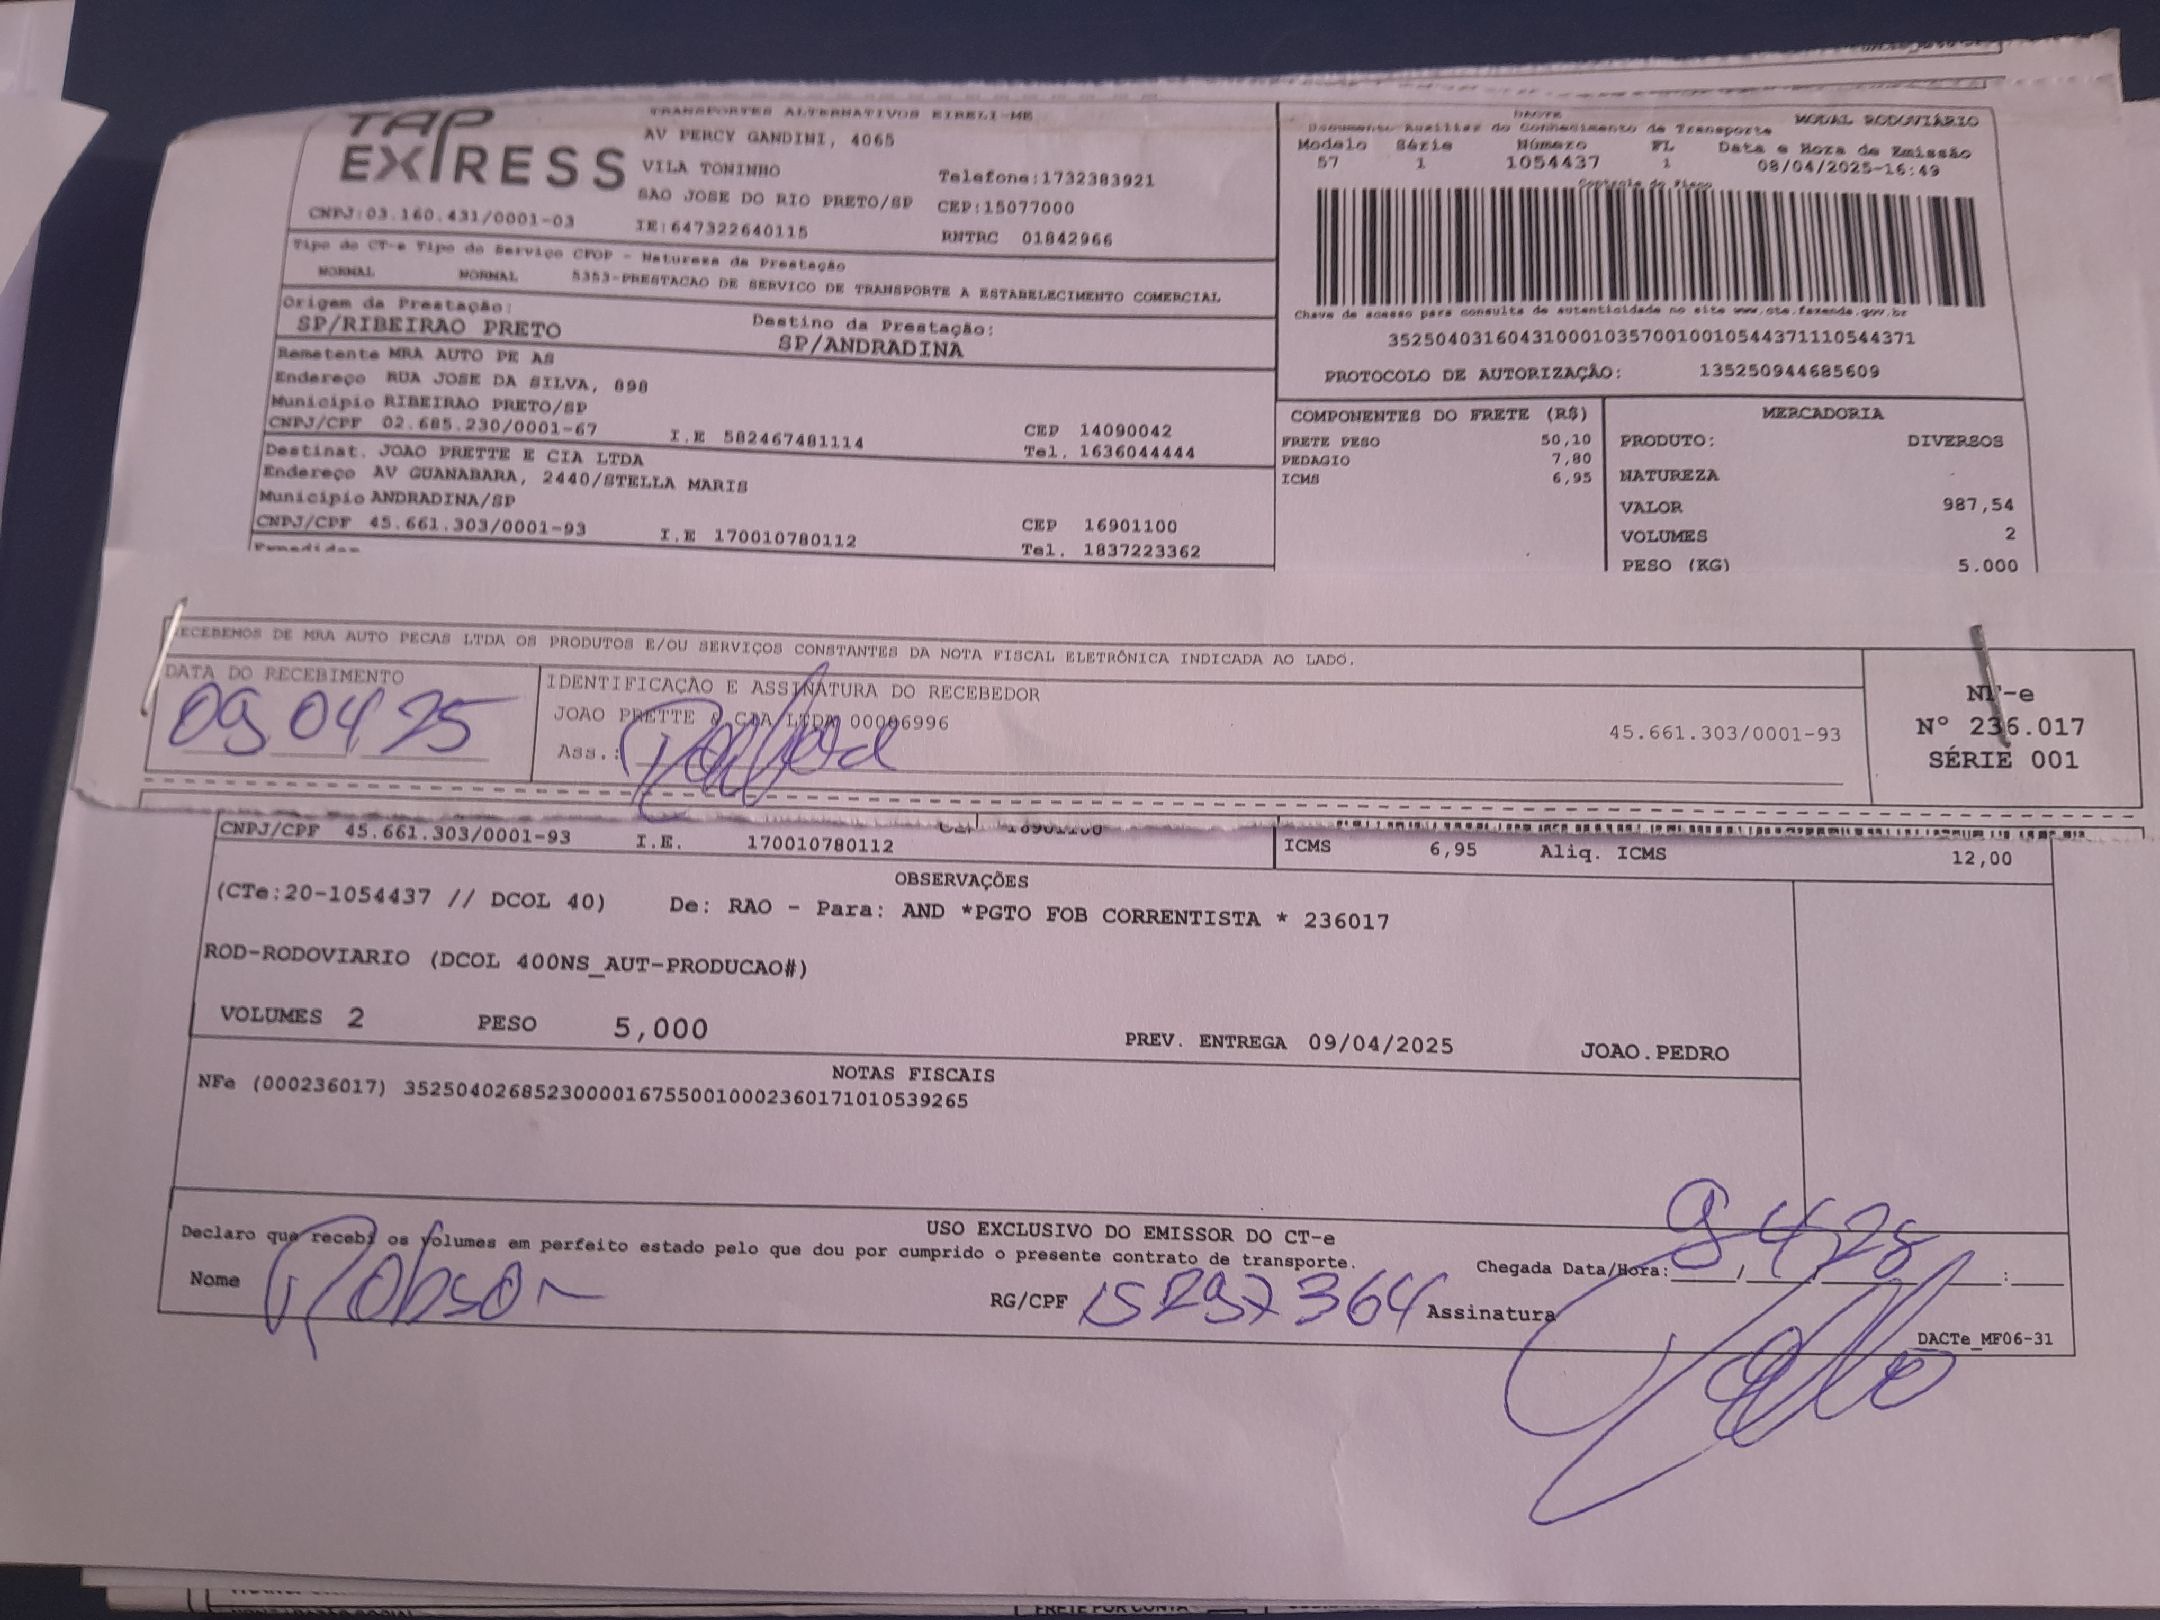 TAP EXPRESS
TRANSPORTES ALTERNATIVOS EIRELI-ME
AV PERCY GANDINI, 4065
VILA TONINHO
Telefone:1732383921
SAO JOSE DO RIO PRETO/SP CEP:15077000
CNPJ:03.160.431/0001-03 IE:647322640115 RNTRC 01842966
DACTE
MODAL RODOVIÁRIO
Documento Auxiliar do Conhecimento de Transporte
Modelo Série Número FL Data e Hora de Emissão
57 1 1054437 1 08/04/2025-16:49
Controle do Fisco
Chave de acesso para consulta de autenticidade no site www.cte.fazenda.gov.br
35250403160431000103570010010544371110544371
PROTOCOLO DE AUTORIZAÇÃO: 135250944685609
Tipo do CT-e Tipo do Serviço CFOP - Natureza da Prestação
NORMAL NORMAL 5353-PRESTACAO DE SERVICO DE TRANSPORTE A ESTABELECIMENTO COMERCIAL
Origem da Prestação: Destino da Prestação:
SP/RIBEIRAO PRETO SP/ANDRADINA
Remetente MRA AUTO PE AS
Endereço RUA JOSE DA SILVA, 898
Município RIBEIRAO PRETO/SP CEP 14090042
CNPJ/CPF 02.685.230/0001-67 I.E 582467481114 Tel. 1636044444
Destinat. JOAO PRETTE E CIA LTDA
Endereço AV GUANABARA, 2440/STELLA MARIS
Município ANDRADINA/SP CEP 16901100
CNPJ/CPF 45.661.303/0001-93 I.E 170010780112 Tel. 1837223362
COMPONENTES DO FRETE (R$)
FRETE PESO 50,10
PEDAGIO 7,80
ICMS 6,95
MERCADORIA
PRODUTO: DIVERSOS
NATUREZA
VALOR 987,54
VOLUMES 2
PESO (KG) 5.000
RECEBEMOS DE MRA AUTO PECAS LTDA OS PRODUTOS E/OU SERVIÇOS CONSTANTES DA NOTA FISCAL ELETRÔNICA INDICADA AO LADO.
DATA DO RECEBIMENTO
09 04 25
IDENTIFICAÇÃO E ASSINATURA DO RECEBEDOR
JOAO PRETTE & CIA LTDA 00006996 45.661.303/0001-93
Ass.:
NF-e
Nº 236.017
SÉRIE 001
CNPJ/CPF 45.661.303/0001-93 I.E. 170010780112
ICMS 6,95 Aliq. ICMS 12,00
OBSERVAÇÕES
(CTe:20-1054437 // DCOL 40) De: RAO - Para: AND *PGTO FOB CORRENTISTA * 236017
ROD-RODOVIARIO (DCOL 400NS_AUT-PRODUCAO#)
VOLUMES 2 PESO 5,000 PREV. ENTREGA 09/04/2025 JOAO.PEDRO
NOTAS FISCAIS
NFe (000236017) 35250402685230000167550010002360171010539265
USO EXCLUSIVO DO EMISSOR DO CT-e
Declaro que recebi os volumes em perfeito estado pelo que dou por cumprido o presente contrato de transporte.
Chegada Data/Hora: 9 4 25
Nome Robson RG/CPF 15297364 Assinatura
DACTe_MF06-31